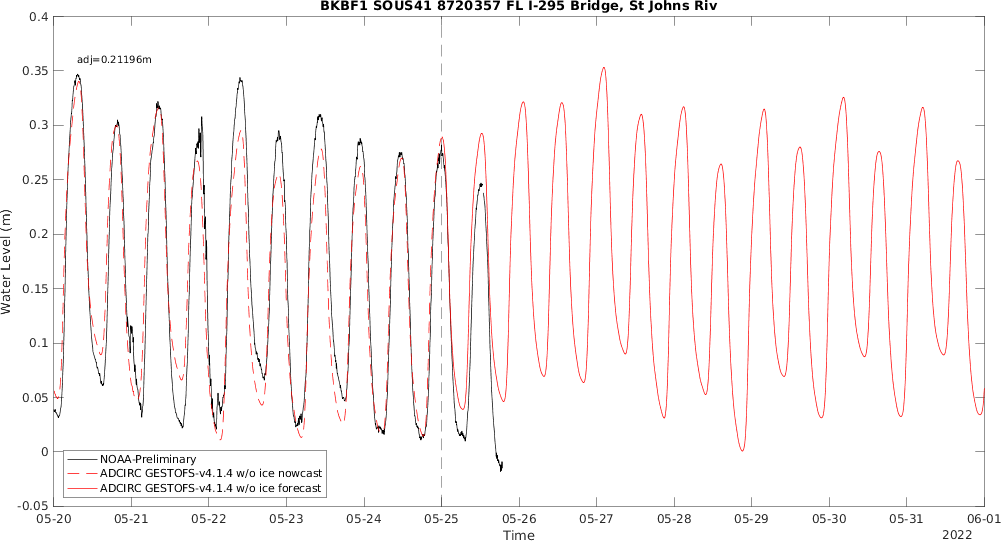 BKBF1 SOUS41 8720357 FL I-295 Bridge, St Johns Riv
0.4
adj=0.21196m
0.35
0.3
0.25
0.2
0.15
0.1
0.05
0
-0.05
Water Level (m)
NOAA-Preliminary
ADCIRC GESTOFS-v4.1.4 w/o ice nowcast
ADCIRC GESTOFS-v4.1.4 w/o ice forecast
05-20 05-21 05-22 05-23 05-24 05-25 05-26 05-27 05-28 05-29 05-30 05-31 06-01
Time
2022